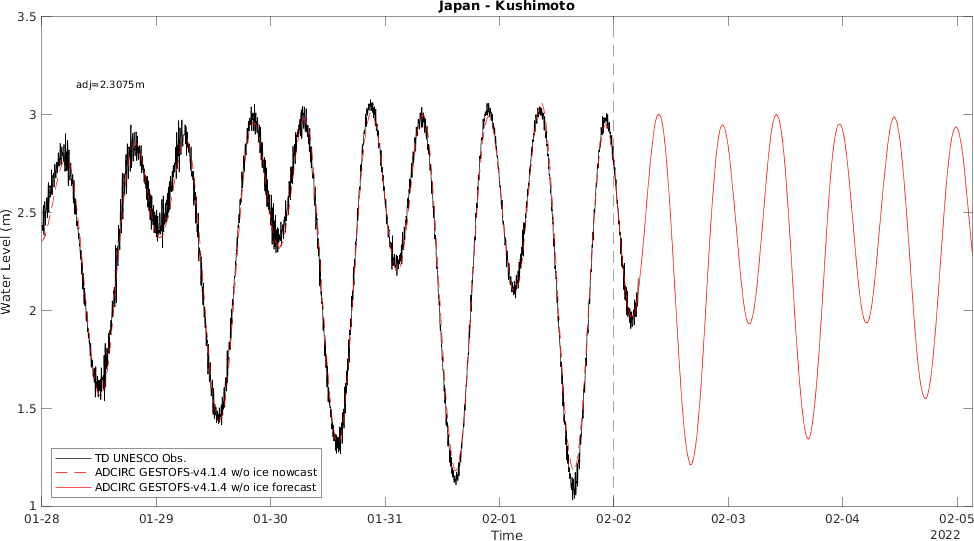 Japan - Kushimoto
3.5
adj=2.3075m
3
2.5
Water Level (m)
2
1.5
TD UNESCO Obs.
ADCIRC GESTOFS-v4.1.4 w/o ice nowcast
ADCIRC GESTOFS-v4.1.4 w/o ice forecast
1
01-28 01-29 01-30 01-31 02-01 02-02 02-03 02-04 02-05
Time
2022